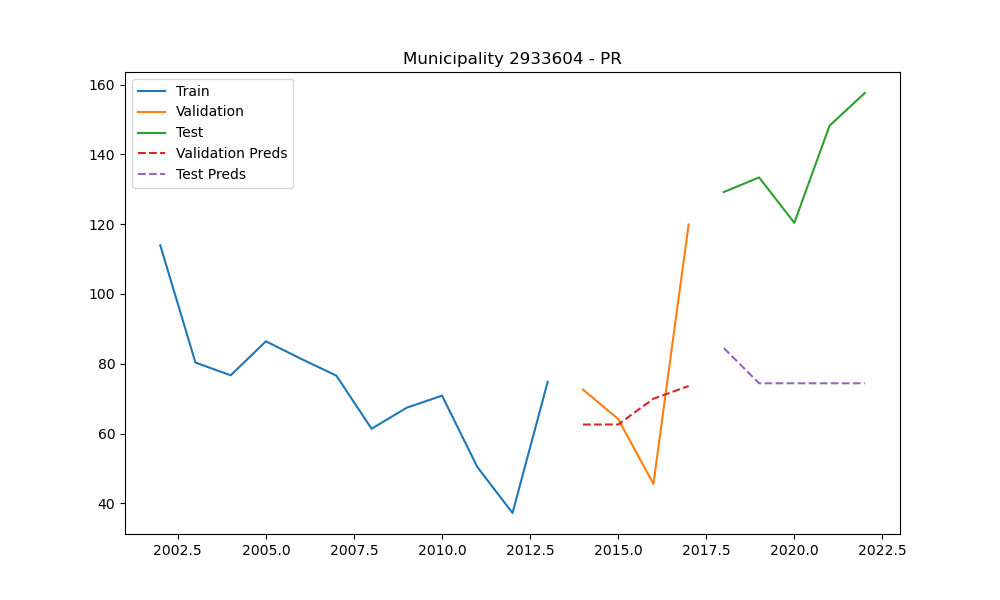 Municipality 2933604 - PR
Train
Validation
Test
Validation Preds
Test Preds
160
140
120
100
80
60
40
2002.5 2005.0 2007.5 2010.0 2012.5 2015.0 2017.5 2020.0 2022.5